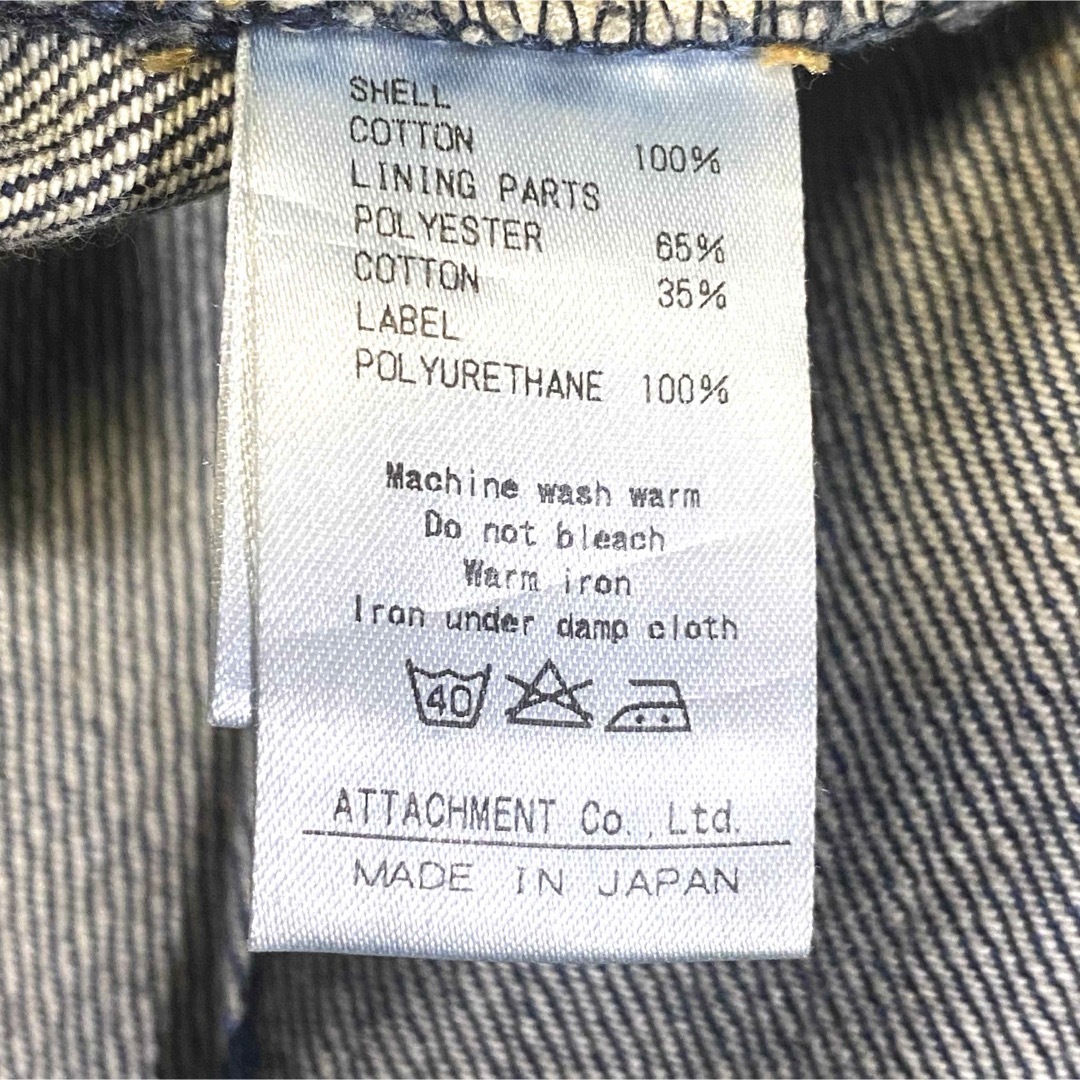 SHELL
COTTON 100%
LINING PARTS
POLYESTER 65%
COTTON 35%
LABEL
POLYURETHANE 100%
Machine wash warm
Do not bleach
Warm iron
Iron under damp cloth
40
ATTACHMENT Co.,Ltd.
MADE IN JAPAN